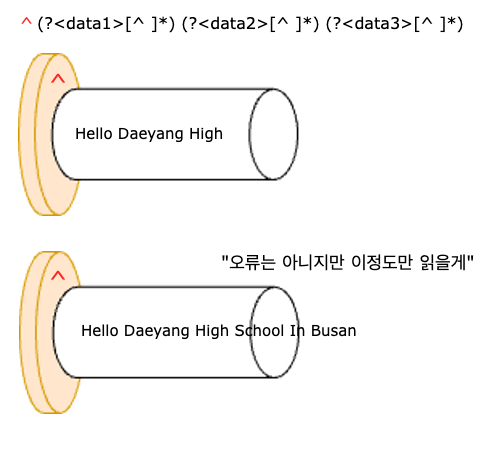 ^ (?<data1>[^ ]*) (?<data2>[^ ]*) (?<data3>[^ ]*)
^
Hello Daeyang High
"오류는 아니지만 이정도만 읽을게"
^
Hello Daeyang High School In Busan